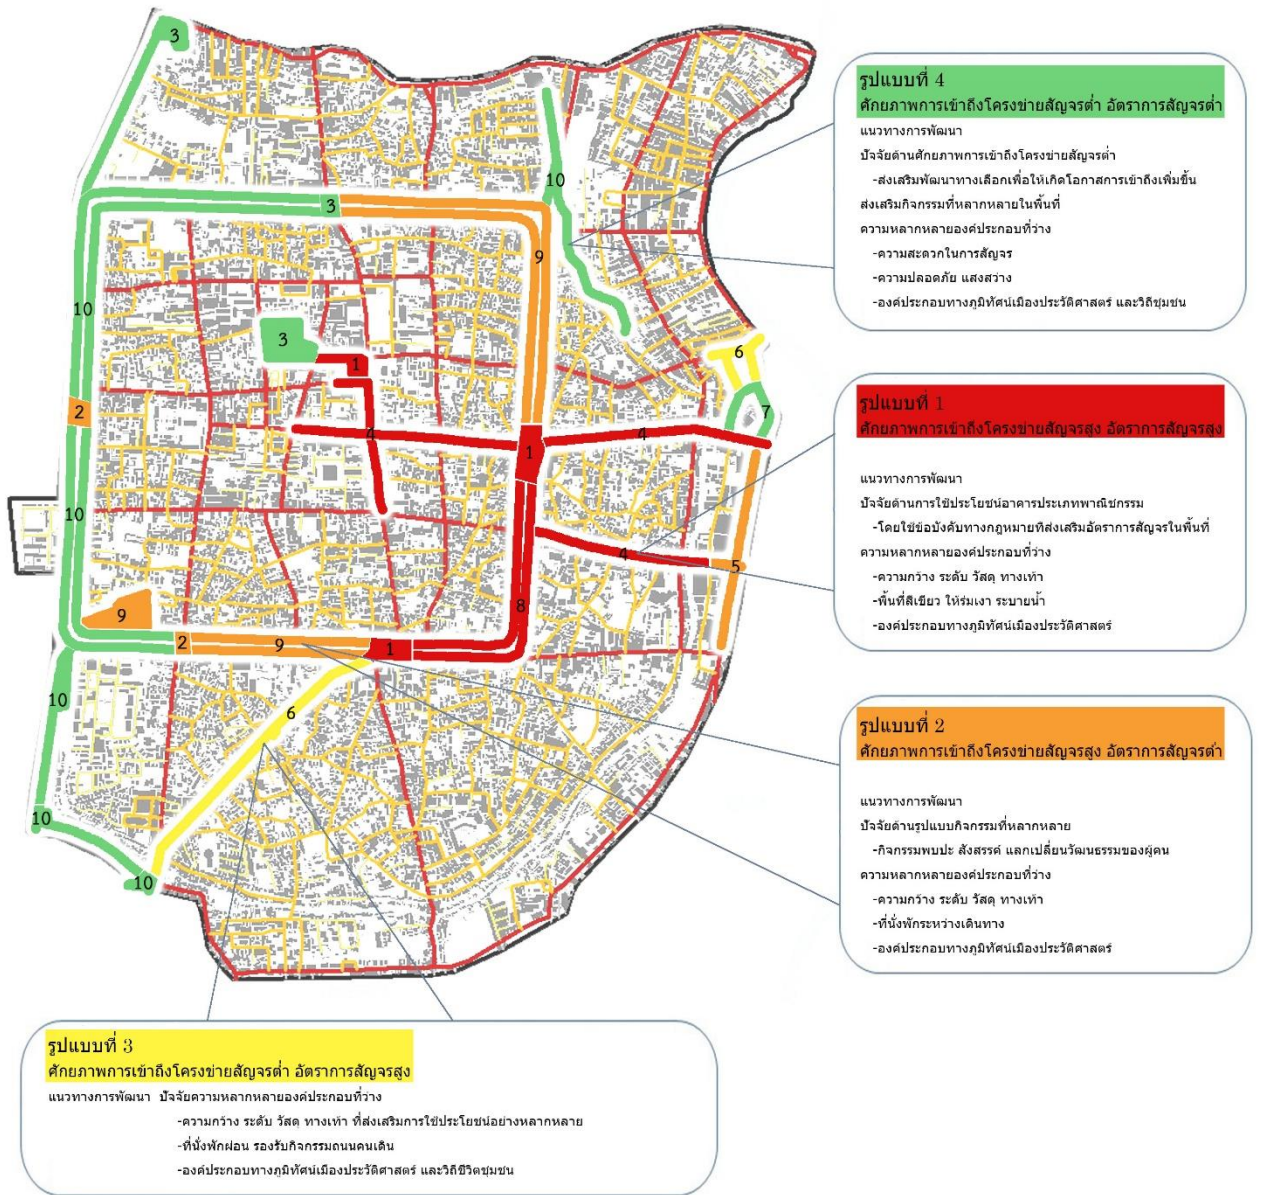 3
10
3
9
10
3
1
6
7
2
4
4
1
10
4
5
8
9
2
9
1
10
6
10
10
รูปแบบที่ 4
ศักยภาพการเข้าถึงโครงข่ายสัญจรต่ำ อัตราการสัญจรต่ำ
แนวทางการพัฒนา
ปัจจัยด้านศักยภาพการเข้าถึงโครงข่ายสัญจรต่ำ
-ส่งเสริมพัฒนาทางเลือกเพื่อให้เกิดโอกาสการเข้าถึงเพิ่มขึ้น
ส่งเสริมกิจกรรมที่หลากหลายในพื้นที่
ความหลากหลายองค์ประกอบที่ว่าง
-ความสะดวกในการสัญจร
-ความปลอดภัย แสงสว่าง
-องค์ประกอบทางภูมิทัศน์เมืองประวัติศาสตร์ และวิถีชุมชน
รูปแบบที่ 1
ศักยภาพการเข้าถึงโครงข่ายสัญจรสูง อัตราการสัญจรสูง
แนวทางการพัฒนา
ปัจจัยด้านการใช้ประโยชน์อาคารประเภทพาณิชกรรม
-โดยใช้ข้อบังคับทางกฎหมายที่ส่งเสริมอัตราการสัญจรในพื้นที่
ความหลากหลายองค์ประกอบที่ว่าง
-ความกว้าง ระดับ วัสดุ ทางเท้า
-พื้นที่สีเขียว ให้ร่มเงา ระบายน้ำ
-องค์ประกอบทางภูมิทัศน์เมืองประวัติศาสตร์
รูปแบบที่ 2
ศักยภาพการเข้าถึงโครงข่ายสัญจรสูง อัตราการสัญจรต่ำ
แนวทางการพัฒนา
ปัจจัยด้านรูปแบบกิจกรรมที่หลากหลาย
-กิจกรรมพบปะ สังสรรค์ แลกเปลี่ยนวัฒนธรรมของผู้คน
ความหลากหลายองค์ประกอบที่ว่าง
-ความกว้าง ระดับ วัสดุ ทางเท้า
-ที่นั่งพักระหว่างเดินทาง
-องค์ประกอบทางภูมิทัศน์เมืองประวัติศาสตร์
รูปแบบที่ 3
ศักยภาพการเข้าถึงโครงข่ายสัญจรต่ำ อัตราการสัญจรสูง
แนวทางการพัฒนา ปัจจัยความหลากหลายองค์ประกอบที่ว่าง
-ความกว้าง ระดับ วัสดุ ทางเท้า ที่ส่งเสริมการใช้ประโยชน์อย่างหลากหลาย
-ที่นั่งพักผ่อน รองรับกิจกรรมถนนคนเดิน
-องค์ประกอบทางภูมิทัศน์เมืองประวัติศาสตร์ และวิถีชีวิตชุมชน